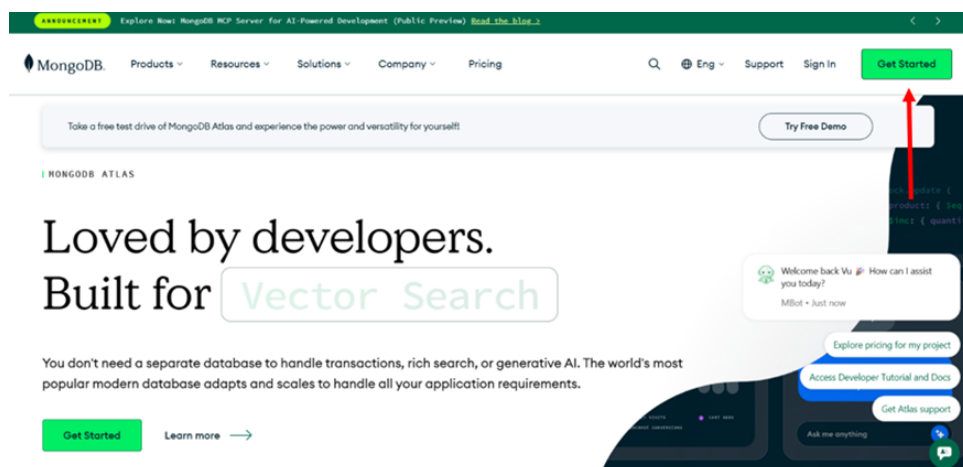 ANNOUNCEMENT Explore Now: MongoDB MCP Server for AI-Powered Development (Public Preview) Read the blog >
MongoDB. Products Resources Solutions Company Pricing Eng Support Sign In Get Started
Take a free test drive of MongoDB Atlas and experience the power and versatility for yourself! Try Free Demo
MONGODB ATLAS
Loved by developers.
Built for Vector Search
You don't need a separate database to handle transactions, rich search, or generative AI. The world's most
popular modern database adapts and scales to handle all your application requirements.
Get Started Learn more
update (
product: { Seq
$inc: { quanti
Welcome back Vu 🎉 How can I assist
you today?
MBot • Just now
Explore pricing for my project
Access Developer Tutorial and Docs
Get Atlas support
Ask me anything